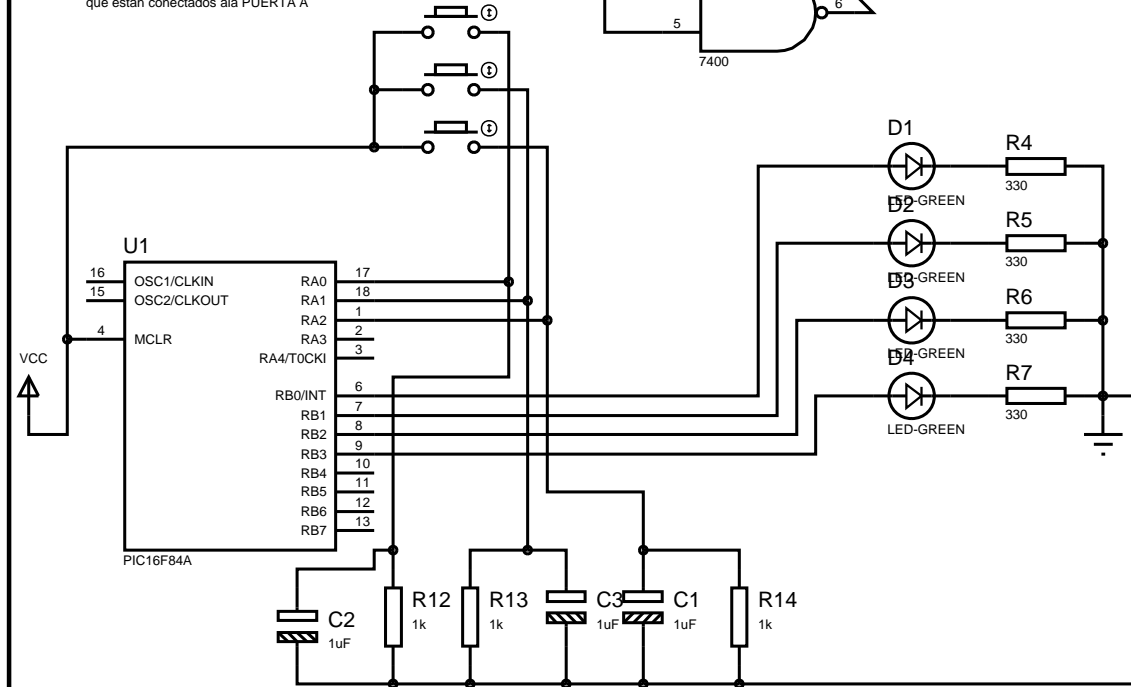 que estan conectados ala PUERTA A
6
5
7400
D1
LED-GREEN
R4
330
D2
LED-GREEN
R5
330
D3
LED-GREEN
R6
330
D4
LED-GREEN
R7
330
U1
16 OSC1/CLKIN
15 OSC2/CLKOUT
4 MCLR
RA0 17
RA1 18
RA2 1
RA3 2
RA4/T0CKI 3
RB0/INT 6
RB1 7
RB2 8
RB3 9
RB4 10
RB5 11
RB6 12
RB7 13
PIC16F84A
VCC
C2
1uF
R12
1k
R13
1k
C3
1uF
C1
1uF
R14
1k